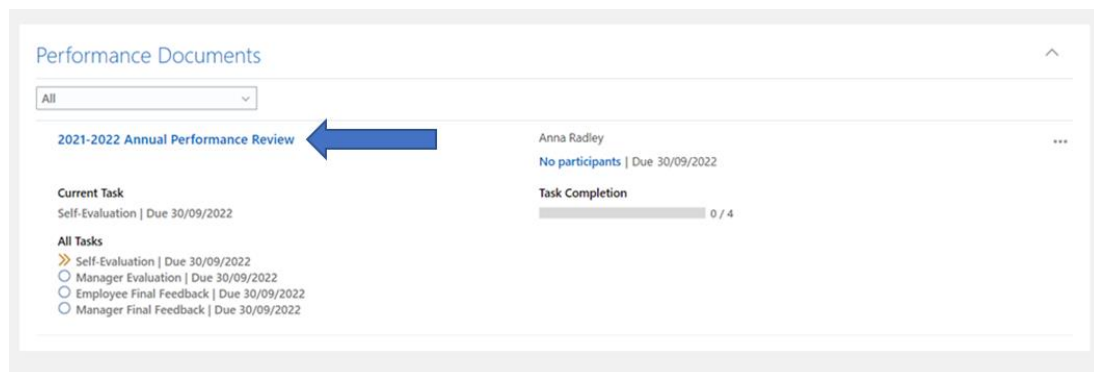 Performance Documents
All
2021-2022 Annual Performance Review
Anna Radley
No participants | Due 30/09/2022
Current Task
Self-Evaluation | Due 30/09/2022
Task Completion
0 / 4
All Tasks
Self-Evaluation | Due 30/09/2022
Manager Evaluation | Due 30/09/2022
Employee Final Feedback | Due 30/09/2022
Manager Final Feedback | Due 30/09/2022